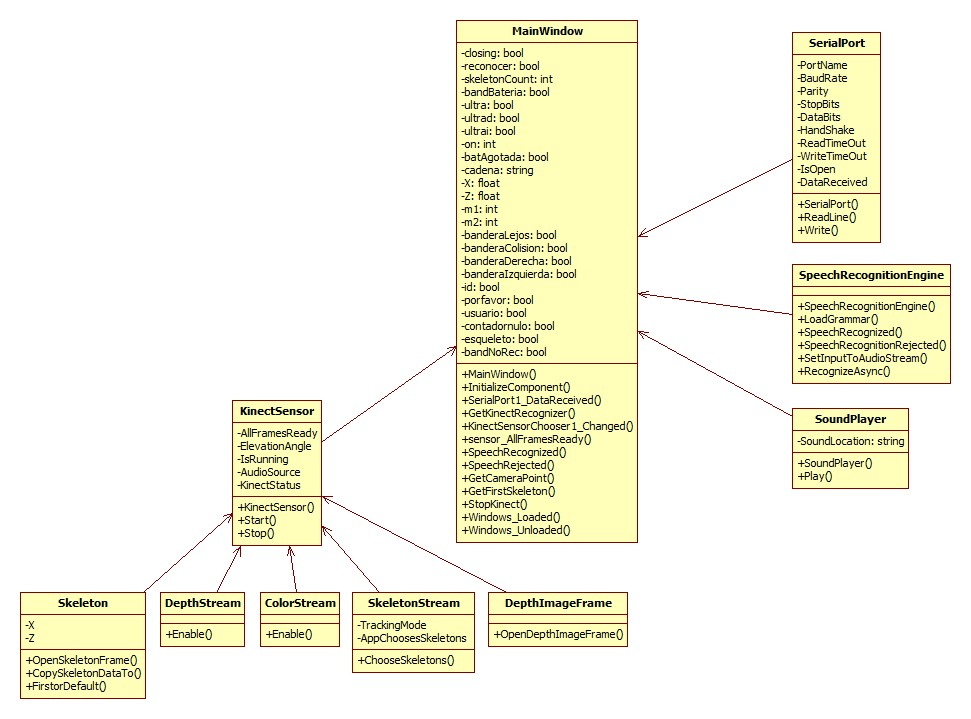 MainWindow
-closing: bool
-reconocer: bool
-skeletonCount: int
-bandBateria: bool
-ultra: bool
-ultrad: bool
-ultrai: bool
-on: int
-batAgotada: bool
-cadena: string
-X: float
-Z: float
-m1: int
-m2: int
-banderaLejos: bool
-banderaColision: bool
-banderaDerecha: bool
-banderaIzquierda: bool
-id: bool
-porfavor: bool
-usuario: bool
-contadornulo: bool
-esqueleto: bool
-bandNoRec: bool
+MainWindow()
+InitializeComponent()
+SerialPort1_DataReceived()
+GetKinectRecognizer()
+KinectSensorChooser1_Changed()
+sensor_AllFramesReady()
+SpeechRecognized()
+SpeechRejected()
+GetCameraPoint()
+GetFirstSkeleton()
+StopKinect()
+Windows_Loaded()
+Windows_Unloaded()
SerialPort
-PortName
-BaudRate
-Parity
-StopBits
-DataBits
-HandShake
-ReadTimeOut
-WriteTimeOut
-IsOpen
-DataReceived
+SerialPort()
+ReadLine()
+Write()
SpeechRecognitionEngine
+SpeechRecognitionEngine()
+LoadGrammar()
+SpeechRecognized()
+SpeechRecognitionRejected()
+SetInputToAudioStream()
+RecognizeAsync()
SoundPlayer
-SoundLocation: string
+SoundPlayer()
+Play()
KinectSensor
-AllFramesReady
-ElevationAngle
-IsRunning
-AudioSource
-KinectStatus
+KinectSensor()
+Start()
+Stop()
Skeleton
-X
-Z
+OpenSkeletonFrame()
+CopySkeletonDataTo()
+FirstorDefault()
DepthStream
+Enable()
ColorStream
+Enable()
SkeletonStream
-TrackingMode
-AppChoosesSkeletons
+ChooseSkeletons()
DepthImageFrame
+OpenDepthImageFrame()